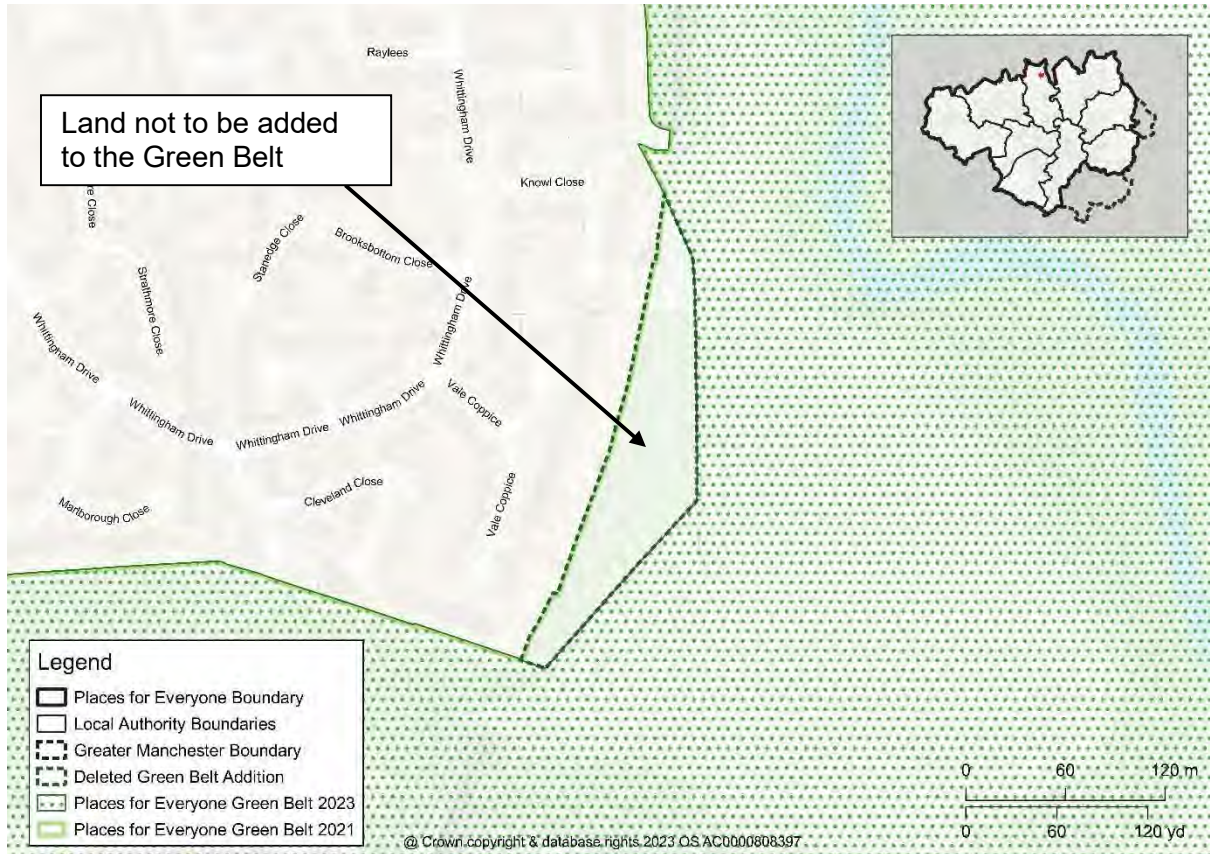 Raylees
Whittingham Drive
Land not to be added
to the Green Belt
Knowl Close
re Close
Stanedge Close
Brooksbottom Close
Strathmore Close
Whittingham Drive
Whittingham Drive
Whittingham Drive
Vale Coppice
Whittingham Drive
Whittingham Drive
Cleveland Close
Vale Coppice
Marlborough Close
Legend
Places for Everyone Boundary
Local Authority Boundaries
Greater Manchester Boundary
Deleted Green Belt Addition
Places for Everyone Green Belt 2023
Places for Everyone Green Belt 2021
0 60 120 m
0 60 120 yd
@ Crown copyright & database rights 2023 OS AC0000808397